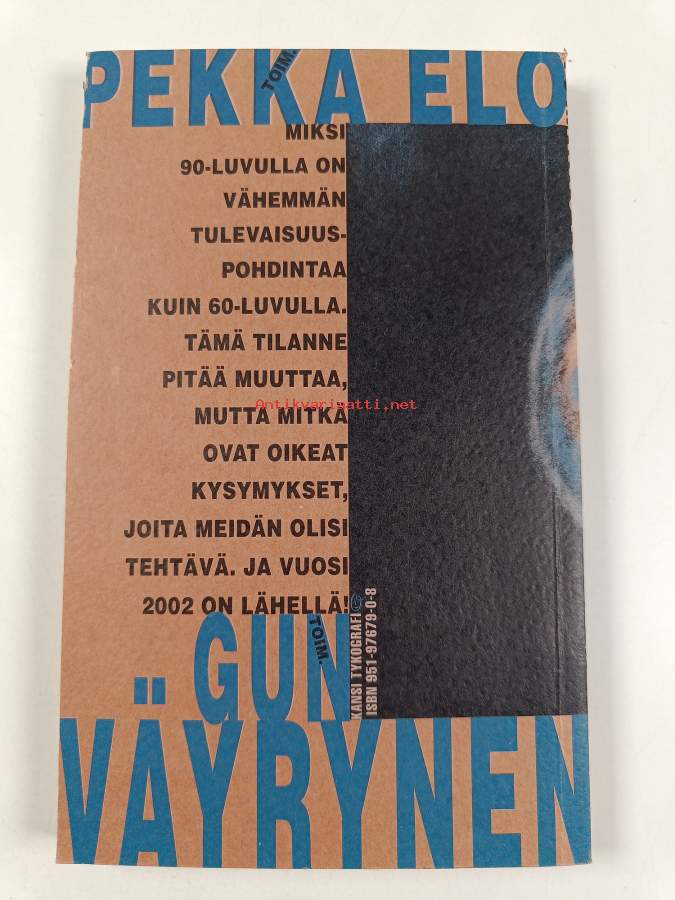 PEKKA ELO
TOIM.
MIKSI
90-LUVULLA ON
VÄHEMMÄN
TULEVAISUUS-
POHDINTAA
KUIN 60-LUVULLA.
TÄMÄ TILANNE
PITÄÄ MUUTTAA,
Antikvariaatti.net
MUTTA MITKÄ
OVAT OIKEAT
KYSYMYKSET,
JOITA MEIDÄN OLISI
TEHTÄVÄ. JA VUOSI
2002 ON LÄHELLÄ!
KANSI TYKOGRAFI
ISBN 951-97679-0-8
TOIM.
GUN
VÄYRYNEN